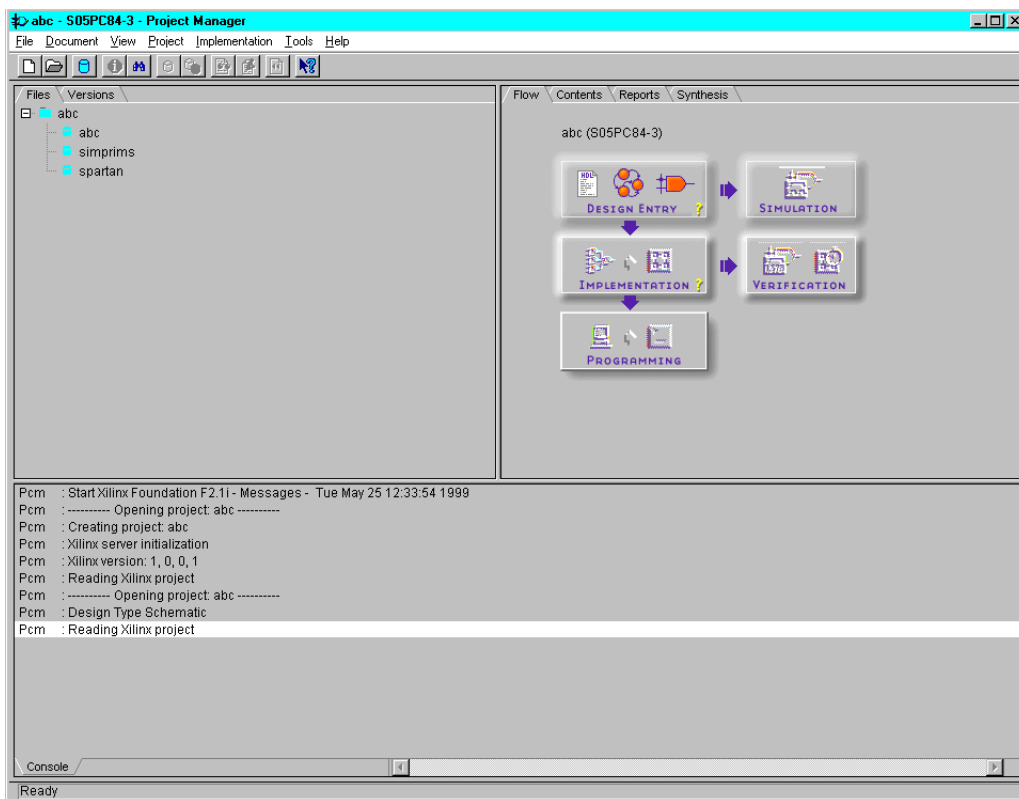 abc - S05PC84-3 - Project Manager
File Document View Project Implementation Tools Help
Files Versions
abc
abc
simprims
spartan
Flow Contents Reports Synthesis
abc (S05PC84-3)
HDL
DESIGN ENTRY ?
SIMULATION
IMPLEMENTATION ?
VERIFICATION
PROGRAMMING
Pcm : Start Xilinx Foundation F2.1i - Messages - Tue May 25 12:33:54 1999
Pcm : ---------- Opening project: abc ----------
Pcm : Creating project: abc
Pcm : Xilinx server initialization
Pcm : Xilinx version: 1, 0, 0, 1
Pcm : Reading Xilinx project
Pcm : ---------- Opening project: abc ----------
Pcm : Design Type Schematic
Pcm : Reading Xilinx project
Console
Ready